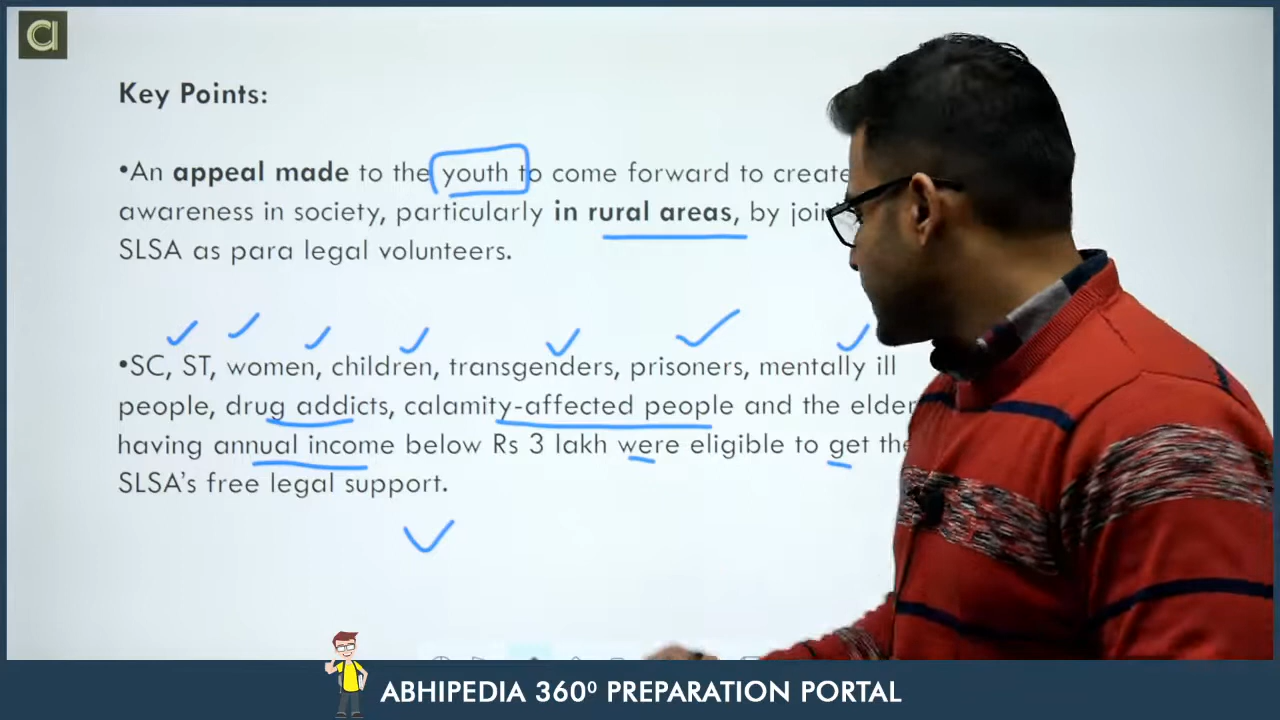 Key Points:
•An appeal made to the youth to come forward to create
awareness in society, particularly in rural areas, by
SLSA as para legal volunteers.
•SC, ST, women, children, transgenders, prisoners, mentally ill
people, drug addicts, calamity-affected people and the
having annual income below Rs 3 lakh were eligible to get
SLSA's free legal support.
ABHIPEDIA 360⁰ PREPARATION PORTAL